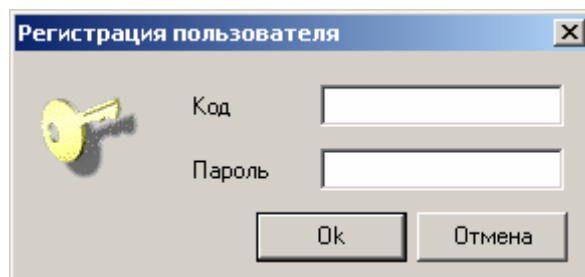 Регистрация пользователя
Код
Пароль
Ok
Отмена